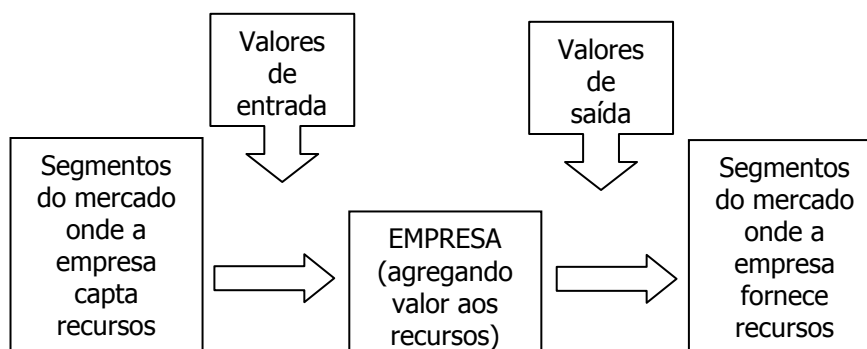 Valores
de
entrada
Valores
de
saída
Segmentos
do mercado
onde a
empresa
capta
recursos
EMPRESA
(agregando
valor aos
recursos)
Segmentos
do mercado
onde a
empresa
fornece
recursos